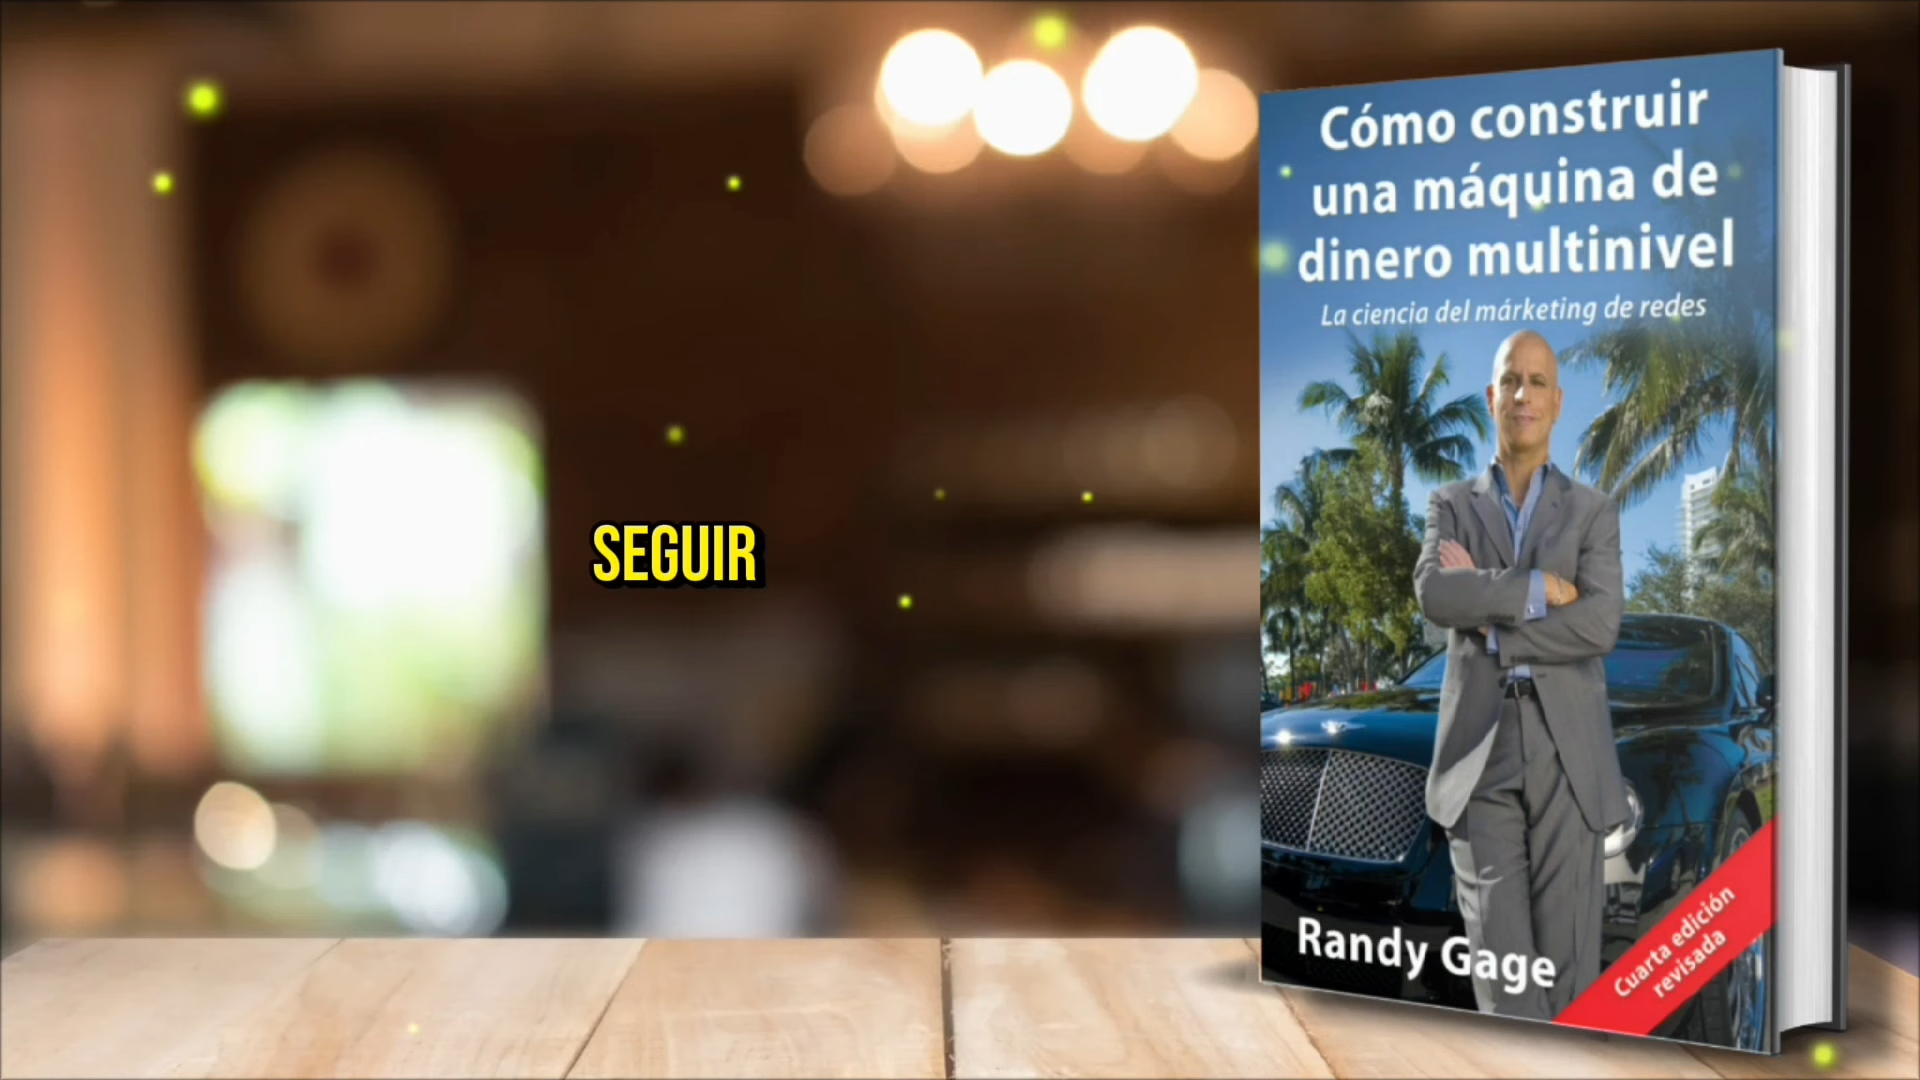 SEGUIR
Cómo construir
una máquina de
dinero multinivel
La ciencia del márketing de redes
Randy Gage
Cuarta edición
revisada